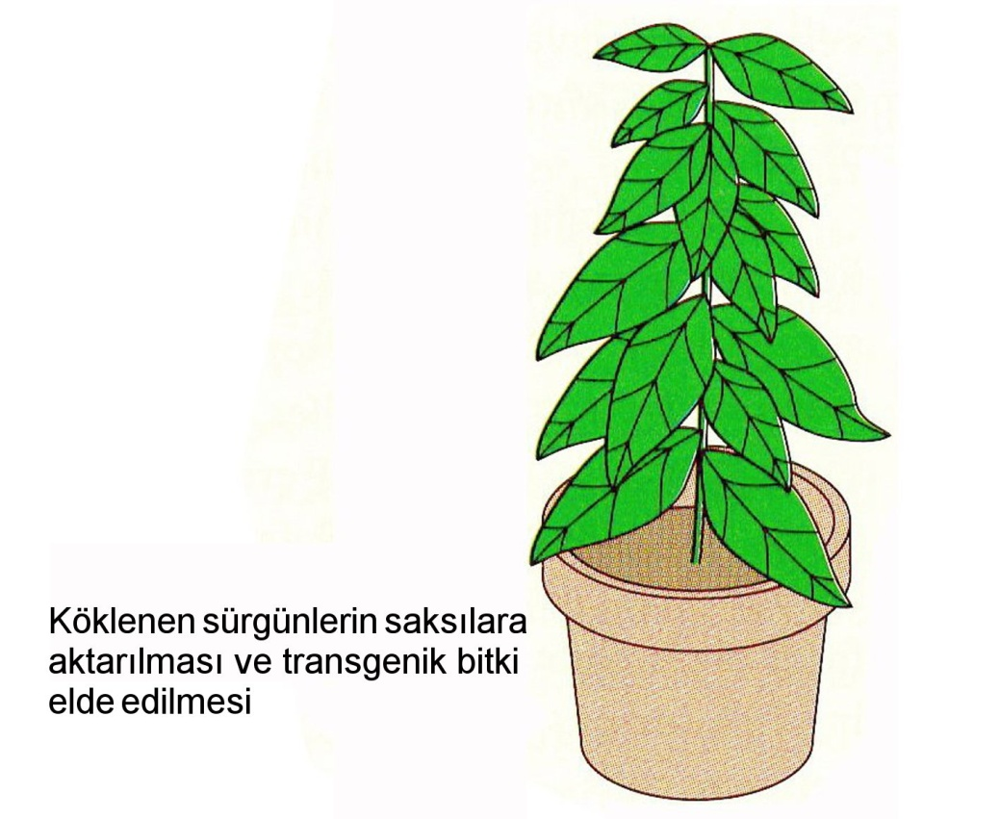 Köklenen sürgünlerin saksılara
aktarılması ve transgenik bitki
elde edilmesi